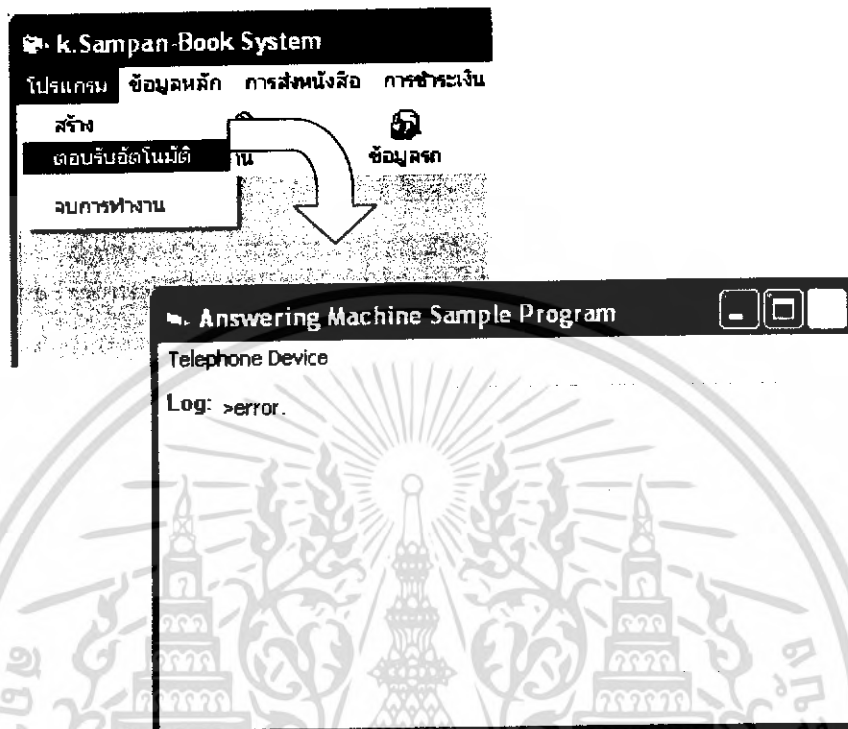 k.Sampan-Book System
โปรแกรม ข้อมูลหลัก การส่งหนังสือ การชำระเงิน
สร้าง
ตอบรับอัตโนมัติ าน ข้อมูลรถ
จบการทำงาน
Answering Machine Sample Program
Telephone Device
Log: >error.